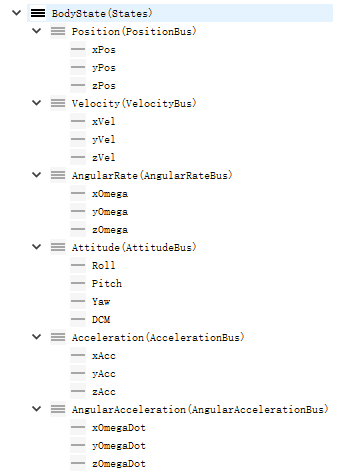 BodyState(States)
Position(PositionBus)
xPos
yPos
zPos
Velocity(VelocityBus)
xVel
yVel
zVel
AngularRate(AngularRateBus)
xOmega
yOmega
zOmega
Attitude(AttitudeBus)
Roll
Pitch
Yaw
DCM
Acceleration(AccelerationBus)
xAcc
yAcc
zAcc
AngularAcceleration(AngularAccelerationBus)
xOmegaDot
yOmegaDot
zOmegaDot